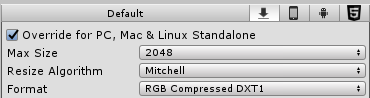 Default
Override for PC, Mac & Linux Standalone
Max Size 2048
Resize Algorithm Mitchell
Format RGB Compressed DXT1